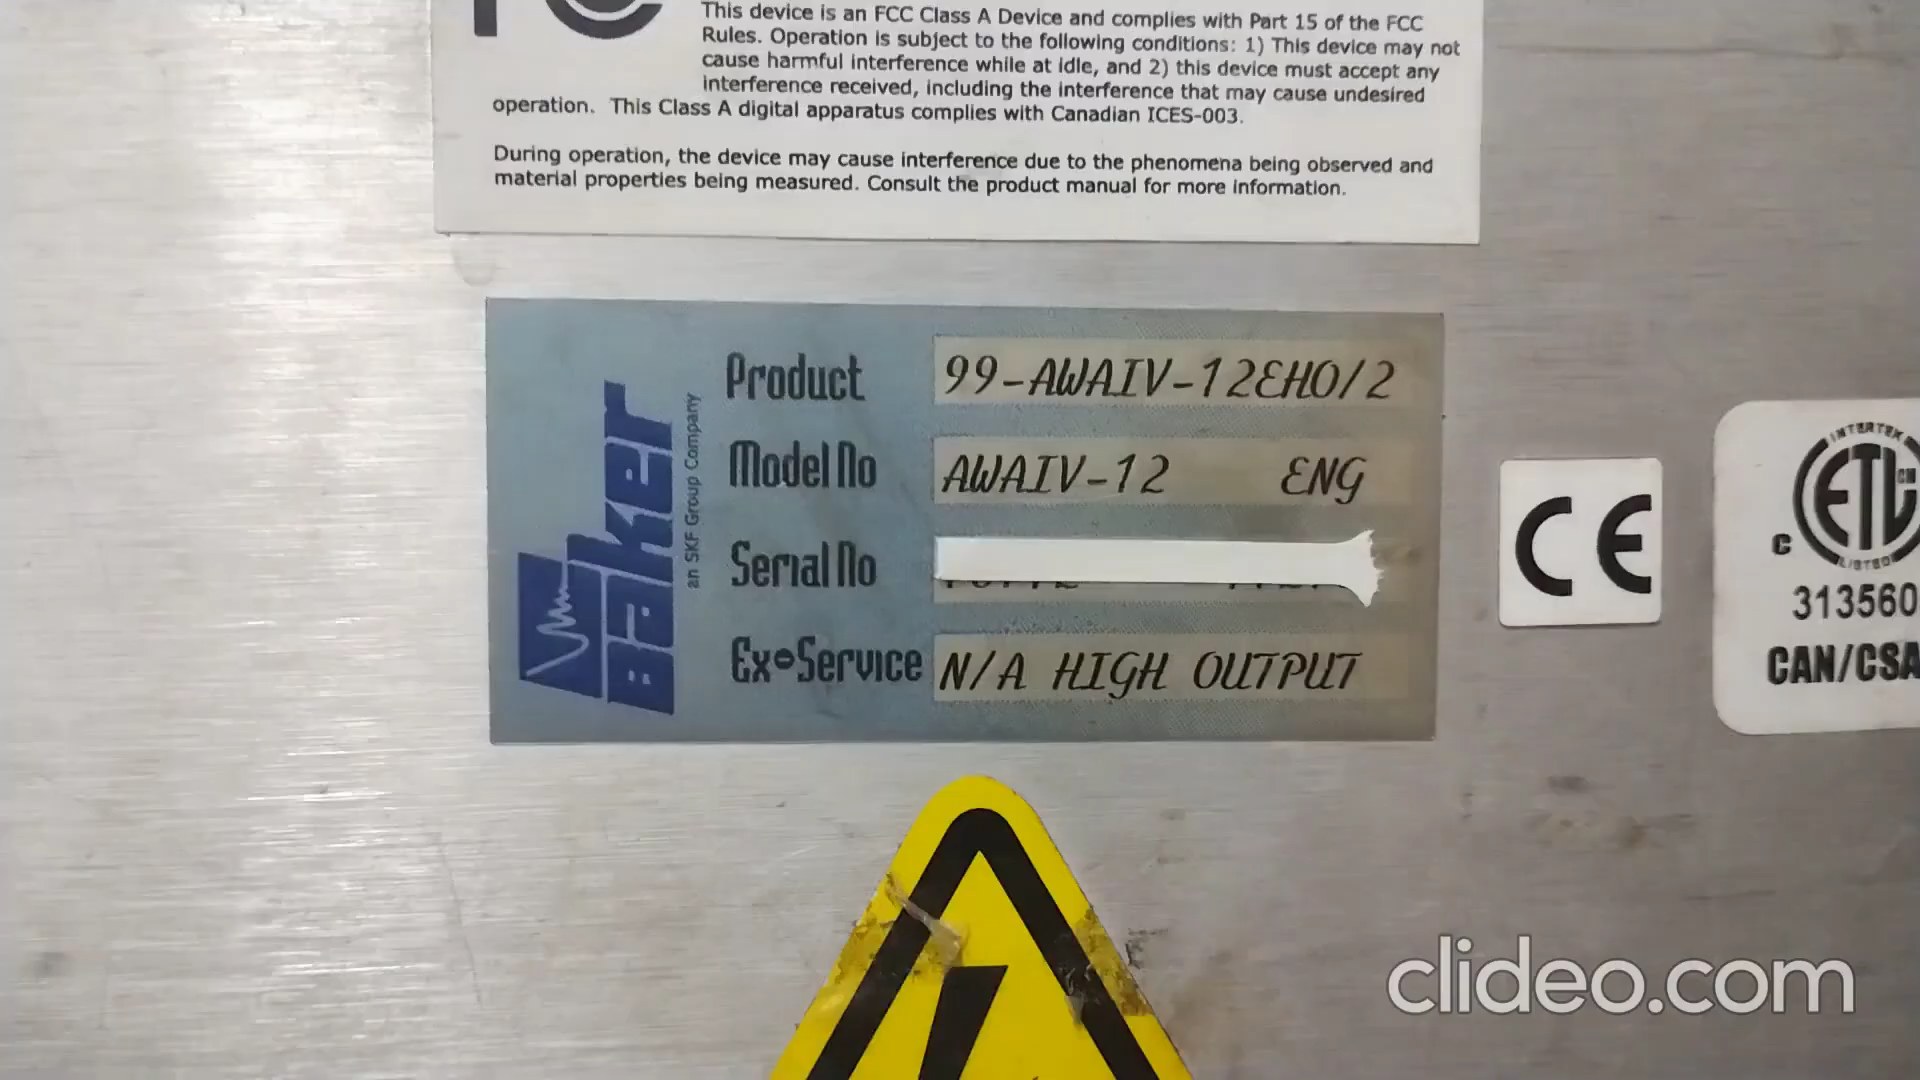 This device is an FCC Class A Device and complies with Part 15 of the FCC
Rules. Operation is subject to the following conditions: 1) This device may not
cause harmful interference while at idle, and 2) this device must accept any
interference received, including the interference that may cause undesired
operation. This Class A digital apparatus complies with Canadian ICES-003.
During operation, the device may cause interference due to the phenomena being observed and
material properties being measured. Consult the product manual for more information.
Baker
an SKF Group Company
Product 99-AWAIV-12EHO/2
Model No AWAIV-12 ENG
Serial No
Ex-Service N/A HIGH OUTPUT
CE
INTERTEK
ETL
CM
C
LISTED
313560
CAN/CSA
clideo.com